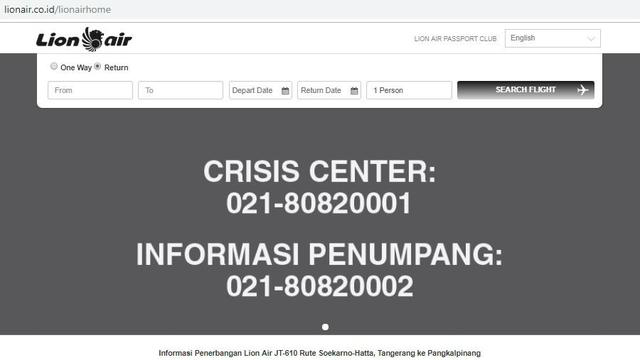 lionair.co.id/lionairhome
Lion air
LION AIR PASSPORT CLUB
English
One Way Return
From To Depart Date Return Date 1 Person SEARCH FLIGHT
CRISIS CENTER:
021-80820001
INFORMASI PENUMPANG:
021-80820002
Informasi Penerbangan Lion Air JT-610 Rute Soekarno-Hatta, Tangerang ke Pangkalpinang